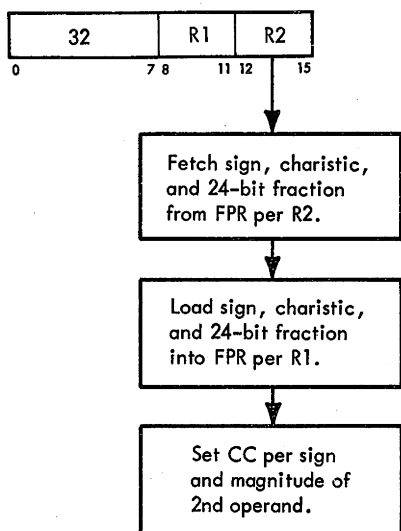 32 R1 R2
0 7 8 11 12 15
Fetch sign, charistic,
and 24-bit fraction
from FPR per R2.
Load sign, charistic,
and 24-bit fraction
into FPR per R1.
Set CC per sign
and magnitude of
2nd operand.